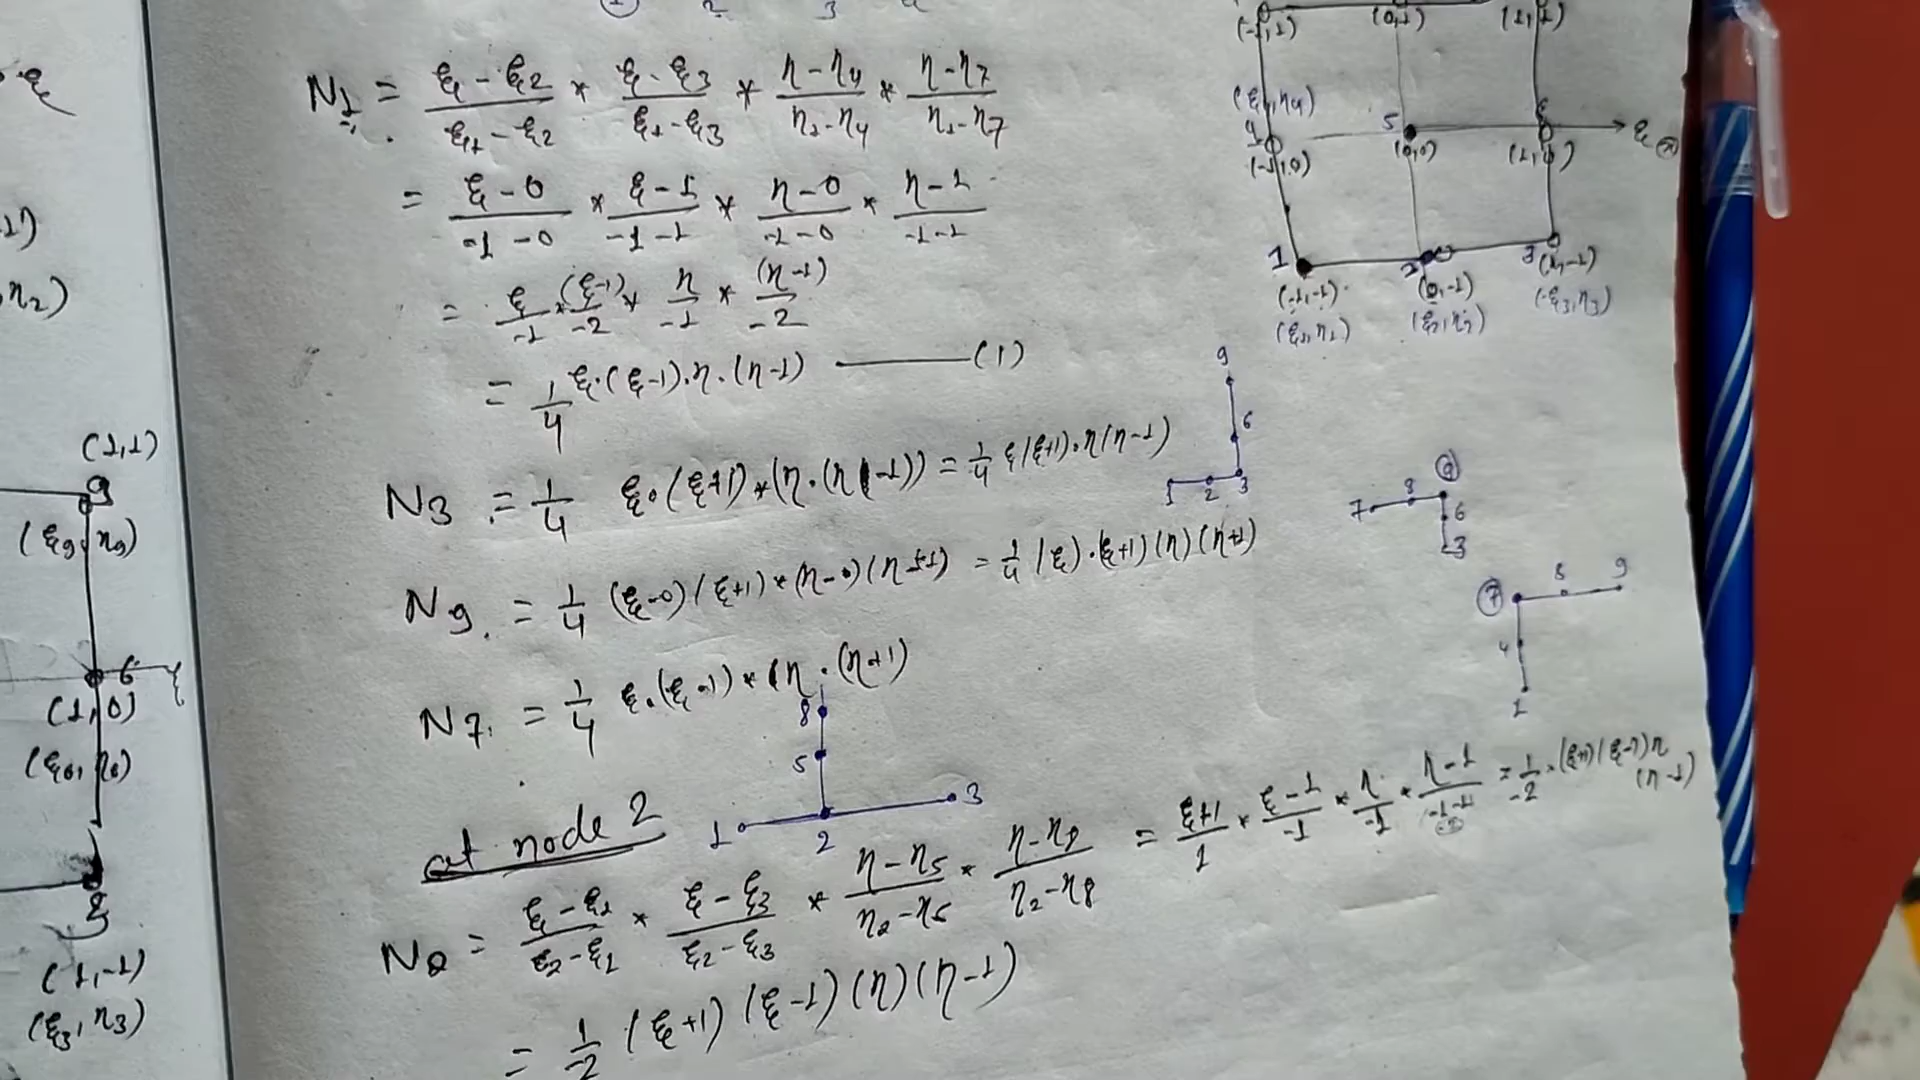 N1 = (ξ-ξ2)/(ξ1-ξ2) * (ξ-ξ3)/(ξ1-ξ3) * (η-η4)/(η1-η4) * (η-η7)/(η1-η7)
= (ξ-0)/(-1-0) * (ξ-1)/(-1-1) * (η-0)/(-1-0) * (η-1)/(-1-1)
= ξ/-1 * (ξ-1)/-2 * η/-1 * (η-1)/-2
= 1/4 ξ.(ξ-1).η.(η-1) ——— (1)
N3 = 1/4 ξ.(ξ+1)*(η.(η-1)) = 1/4 ξ(ξ+1).η(η-1)
N9. = 1/4 (ξ-0)(ξ+1)*(η-0)(η+1) = 1/4 (ξ).(ξ+1)(η)(η+1)
N7. = 1/4 ξ.(ξ-1)*(η.(η+1)
at node 2
8
5
1 2 3
N2 = (ξ-ξ1)/(ξ2-ξ1) * (ξ-ξ3)/(ξ2-ξ3) * (η-η5)/(η2-η5) * (η-η8)/(η2-η8) = (ξ+1)/1 * (ξ-1)/-1 * η/-1 * (η-1)/(-1-1) = 1/-2 .(ξ+1)(ξ-1)η (η-1)
= 1/-2 (ξ+1)(ξ-1)(η)(η-1)
(-1,1) (0,1) (1,1)
(ξ4,η4)
4 5 ξ
(-1,0) (0,0) (1,0)
1 2 3
(-1,-1) (0,-1) (1,-1)
(ξ1,η1) (ξ2,η2) (ξ3,η3)
9
6
1 2 3
9
7 8
6
3
7 8 9
4
1
ξ
η2)
(1,1)
9
(ξ9,η9)
6
(1,0)
(ξ6,η6)
3
(1,-1)
(ξ3,η3)